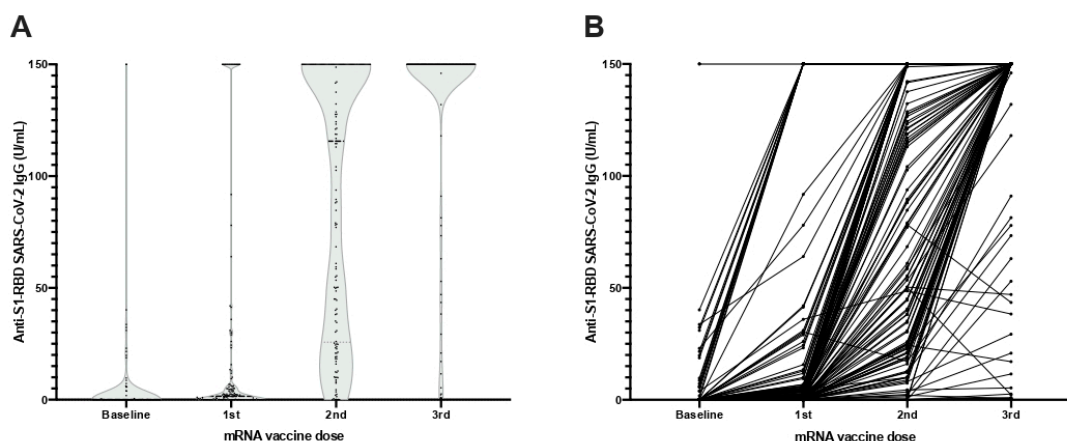 A
B
Anti-S1-RBD SARS-CoV-2 IgG (U/mL)
150
100
50
0
Baseline 1st 2nd 3rd
mRNA vaccine dose
Anti-S1-RBD SARS-CoV-2 IgG (U/mL)
150
100
50
0
Baseline 1st 2nd 3rd
mRNA vaccine dose